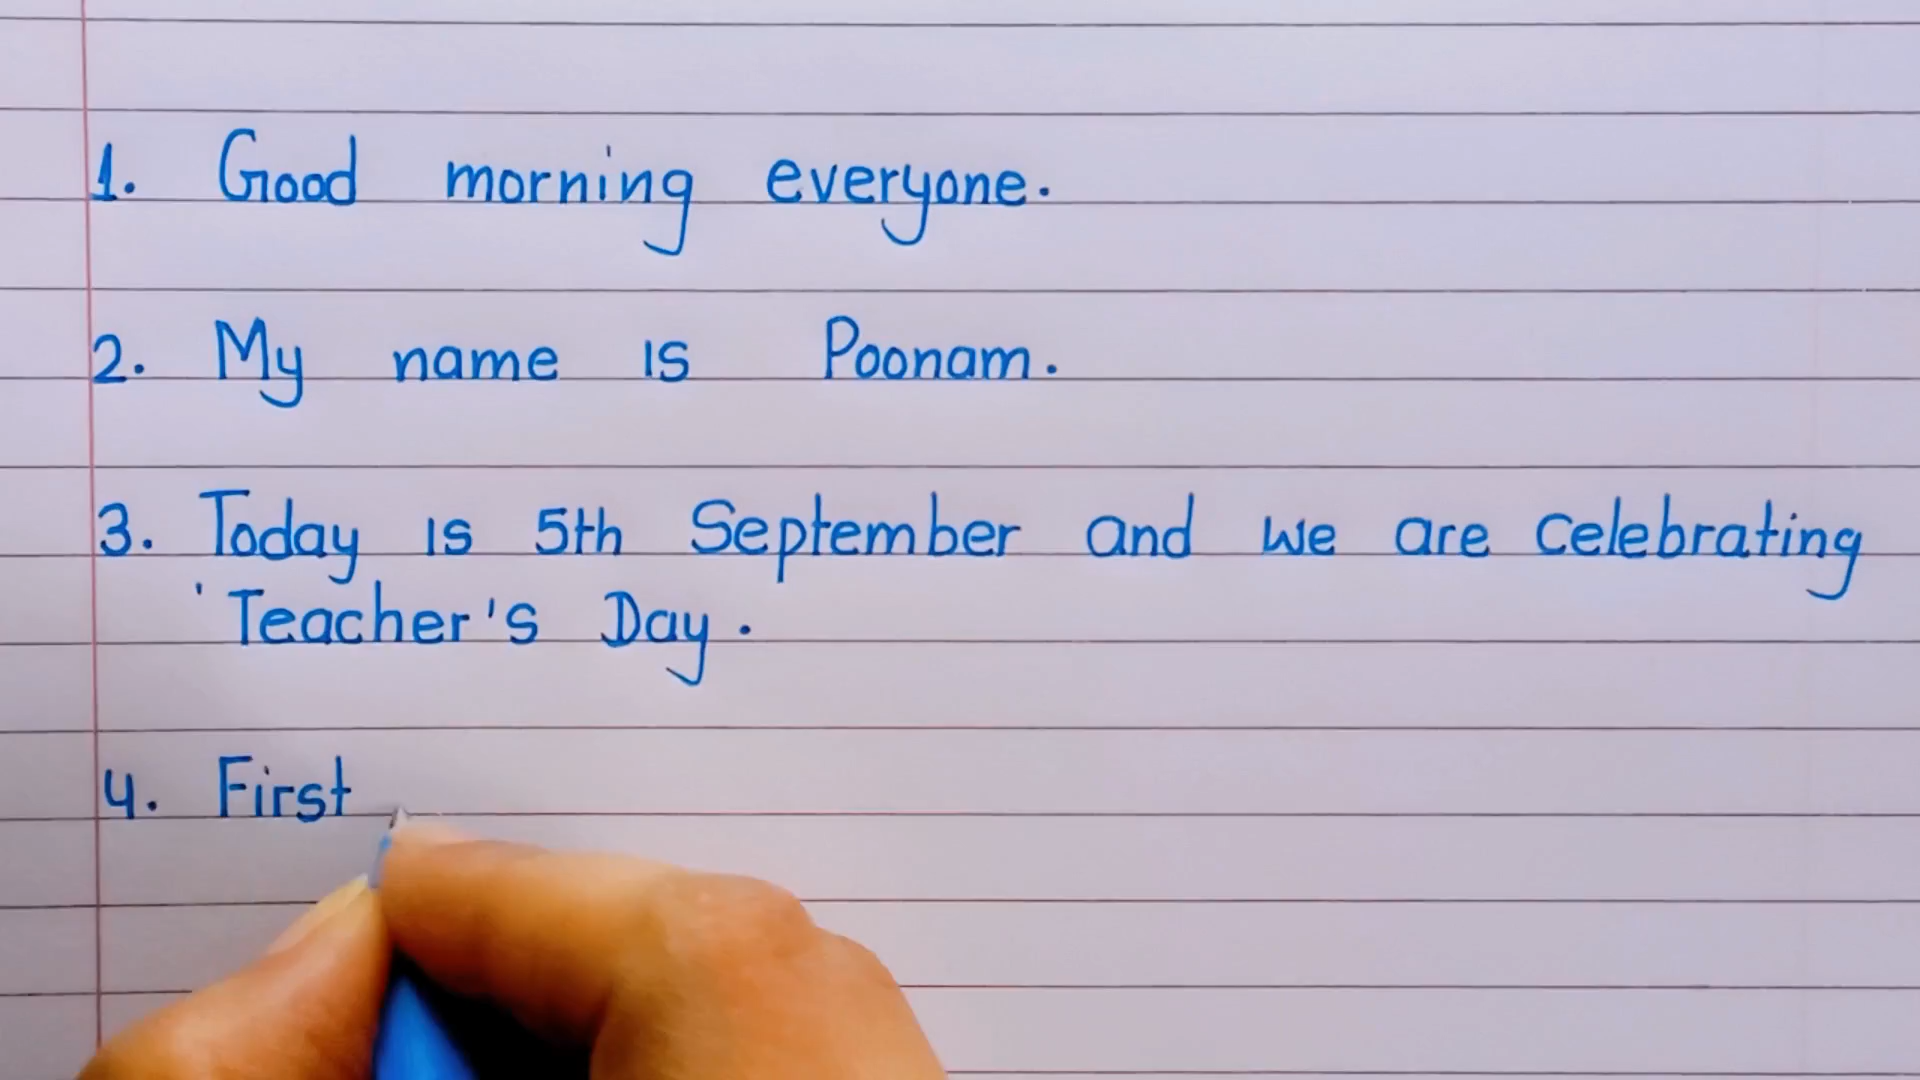 1. Good morning everyone.
2. My name is Poonam.
3. Today is 5th September and we are celebrating
'Teacher's Day.
4. First